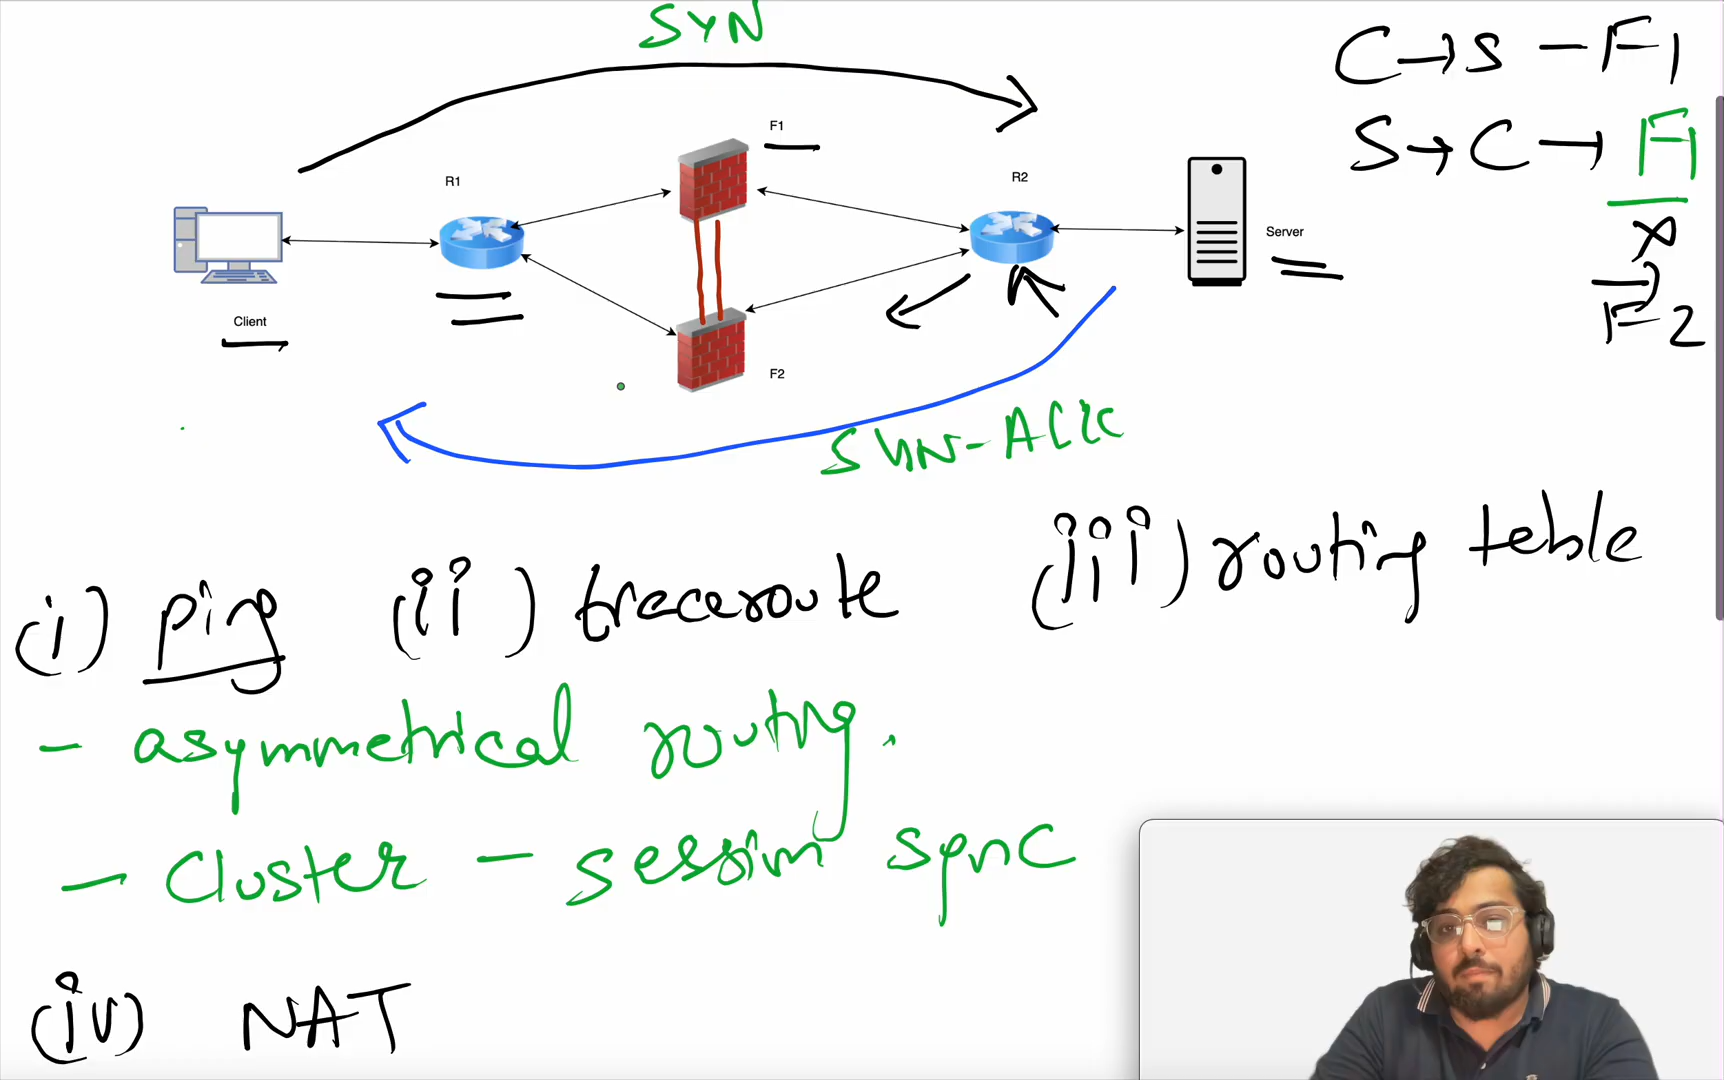 SYN
C→S – F1
S→C → F1
x
→
F2
F1
R1
R2
Server
Client
F2
SYN-ACK
(i) ping (ii) traceroute (iii) routing table
- asymmetrical routing.
- Cluster - session sync
(iv) NAT